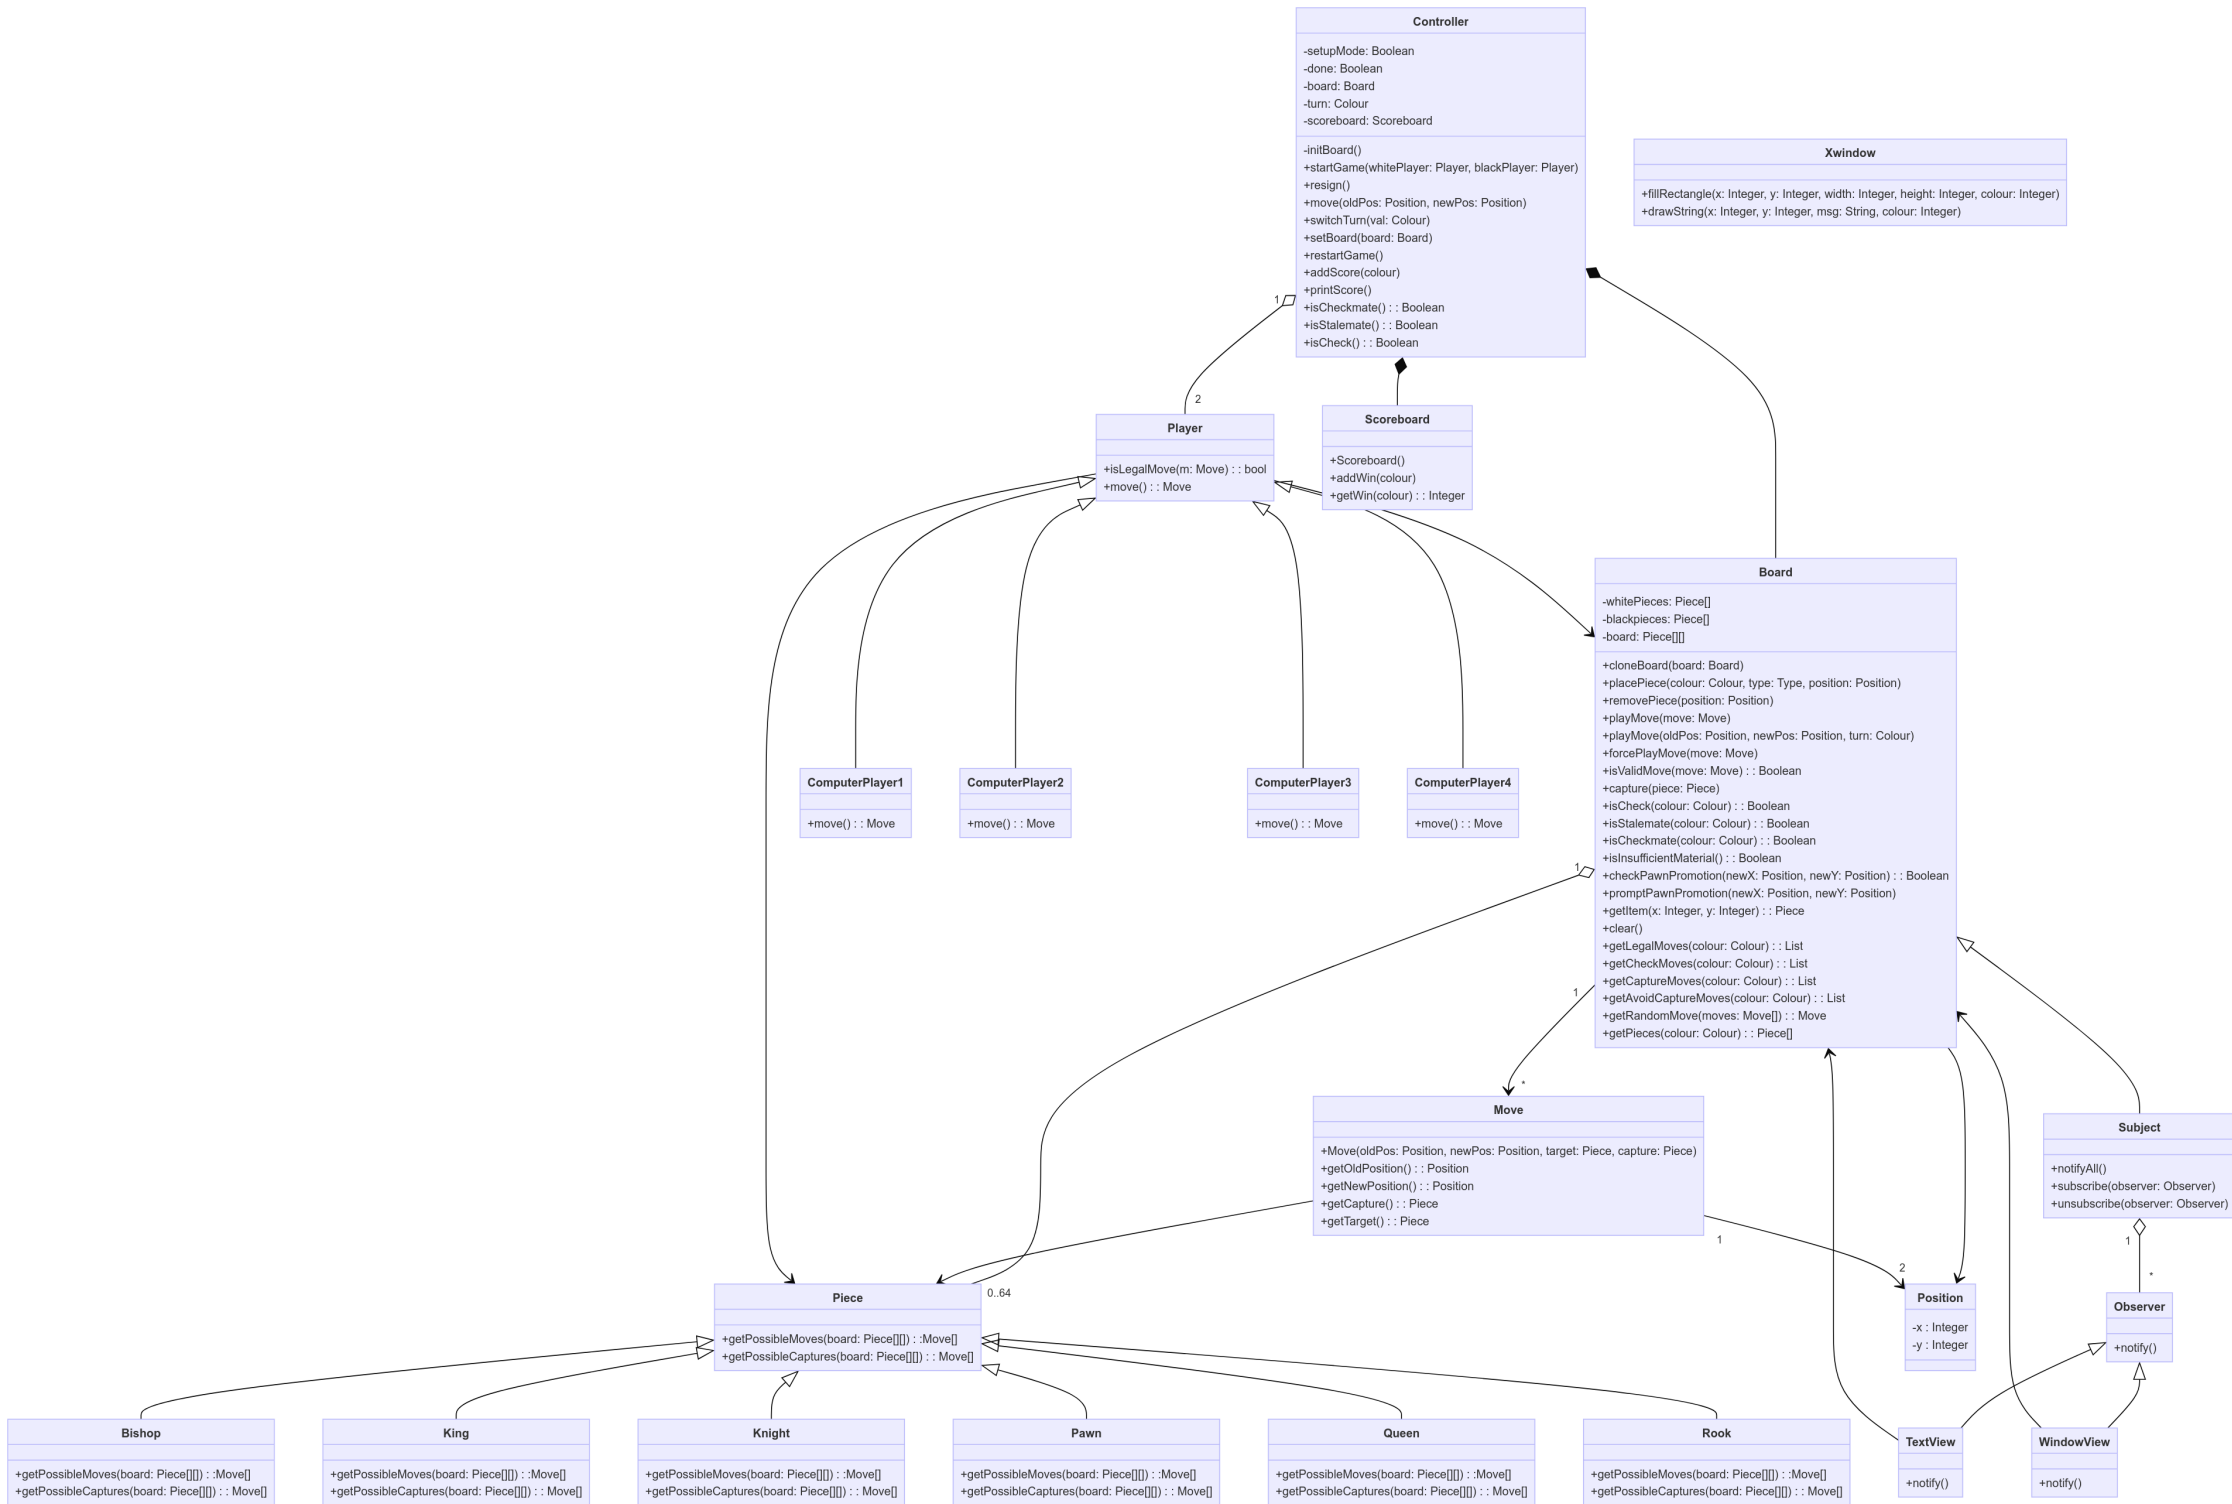 Controller
-setupMode: Boolean
-done: Boolean
-board: Board
-turn: Colour
-scoreboard: Scoreboard
-initBoard()
+startGame(whitePlayer: Player, blackPlayer: Player)
+resign()
+move(oldPos: Position, newPos: Position)
+switchTurn(val: Colour)
+setBoard(board: Board)
+restartGame()
+addScore(colour)
+printScore()
+isCheckmate() : : Boolean
+isStalemate() : : Boolean
+isCheck() : : Boolean
Xwindow
+fillRectangle(x: Integer, y: Integer, width: Integer, height: Integer, colour: Integer)
+drawString(x: Integer, y: Integer, msg: String, colour: Integer)
1
2
Player
+isLegalMove(m: Move) : : bool
+move() : : Move
Scoreboard
+Scoreboard()
+addWin(colour)
+getWin(colour) : : Integer
Board
-whitePieces: Piece[]
-blackpieces: Piece[]
-board: Piece[][]
+cloneBoard(board: Board)
+placePiece(colour: Colour, type: Type, position: Position)
+removePiece(position: Position)
+playMove(move: Move)
+playMove(oldPos: Position, newPos: Position, turn: Colour)
+forcePlayMove(move: Move)
+isValidMove(move: Move) : : Boolean
+capture(piece: Piece)
+isCheck(colour: Colour) : : Boolean
+isStalemate(colour: Colour) : : Boolean
+isCheckmate(colour: Colour) : : Boolean
+isInsufficientMaterial() : : Boolean
+checkPawnPromotion(newX: Position, newY: Position) : : Boolean
+promptPawnPromotion(newX: Position, newY: Position)
+getItem(x: Integer, y: Integer) : : Piece
+clear()
+getLegalMoves(colour: Colour) : : List
+getCheckMoves(colour: Colour) : : List
+getCaptureMoves(colour: Colour) : : List
+getAvoidCaptureMoves(colour: Colour) : : List
+getRandomMove(moves: Move[]) : : Move
+getPieces(colour: Colour) : : Piece[]
ComputerPlayer1
+move() : : Move
ComputerPlayer2
+move() : : Move
ComputerPlayer3
+move() : : Move
ComputerPlayer4
+move() : : Move
1
1
*
Move
+Move(oldPos: Position, newPos: Position, target: Piece, capture: Piece)
+getOldPosition() : : Position
+getNewPosition() : : Position
+getCapture() : : Piece
+getTarget() : : Piece
Subject
+notifyAll()
+subscribe(observer: Observer)
+unsubscribe(observer: Observer)
1
2
1
*
0..64
Piece
+getPossibleMoves(board: Piece[][]) : :Move[]
+getPossibleCaptures(board: Piece[][]) : : Move[]
Position
-x : Integer
-y : Integer
Observer
+notify()
Bishop
+getPossibleMoves(board: Piece[][]) : :Move[]
+getPossibleCaptures(board: Piece[][]) : : Move[]
King
+getPossibleMoves(board: Piece[][]) : :Move[]
+getPossibleCaptures(board: Piece[][]) : : Move[]
Knight
+getPossibleMoves(board: Piece[][]) : :Move[]
+getPossibleCaptures(board: Piece[][]) : : Move[]
Pawn
+getPossibleMoves(board: Piece[][]) : :Move[]
+getPossibleCaptures(board: Piece[][]) : : Move[]
Queen
+getPossibleMoves(board: Piece[][]) : :Move[]
+getPossibleCaptures(board: Piece[][]) : : Move[]
Rook
+getPossibleMoves(board: Piece[][]) : :Move[]
+getPossibleCaptures(board: Piece[][]) : : Move[]
TextView
+notify()
WindowView
+notify()